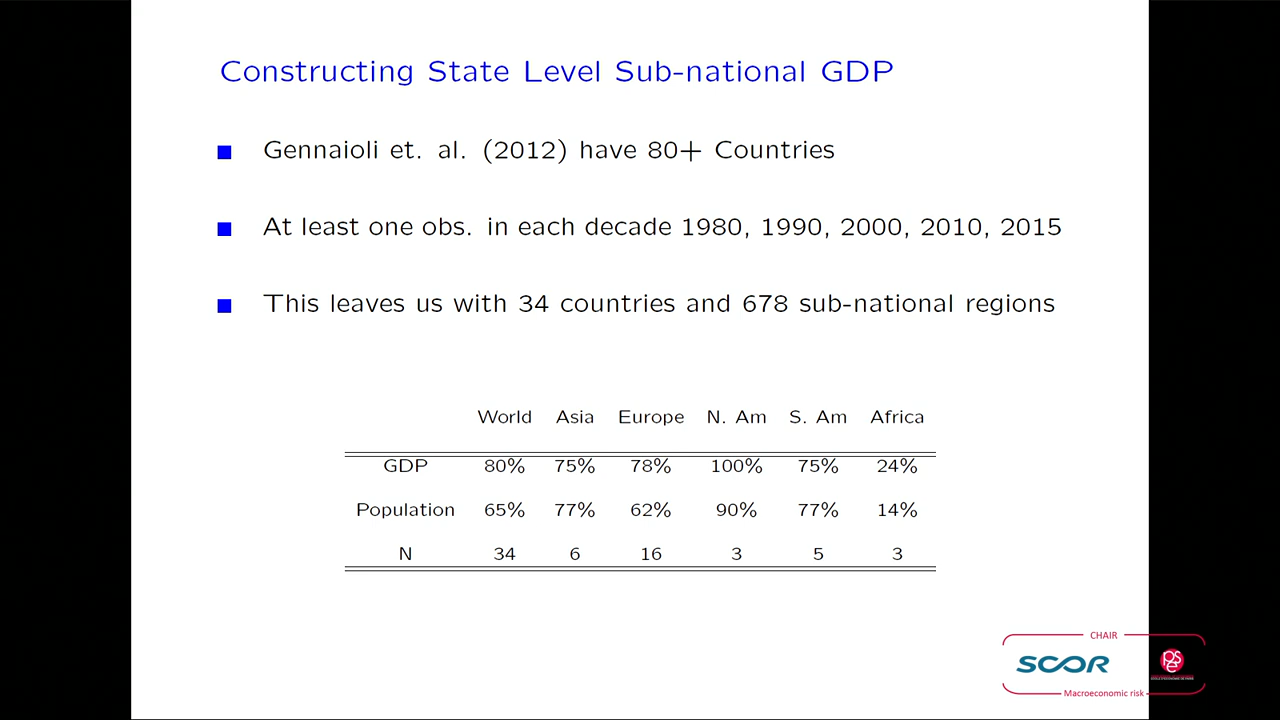 Constructing State Level Sub-national GDP
Gennaioli et. al. (2012) have 80+ Countries
At least one obs. in each decade 1980, 1990, 2000, 2010, 2015
This leaves us with 34 countries and 678 sub-national regions
World Asia Europe N. Am S. Am Africa
GDP 80% 75% 78% 100% 75% 24%
Population 65% 77% 62% 90% 77% 14%
N 34 6 16 3 5 3
CHAIR
SCOR
pse
Macroeconomic risk